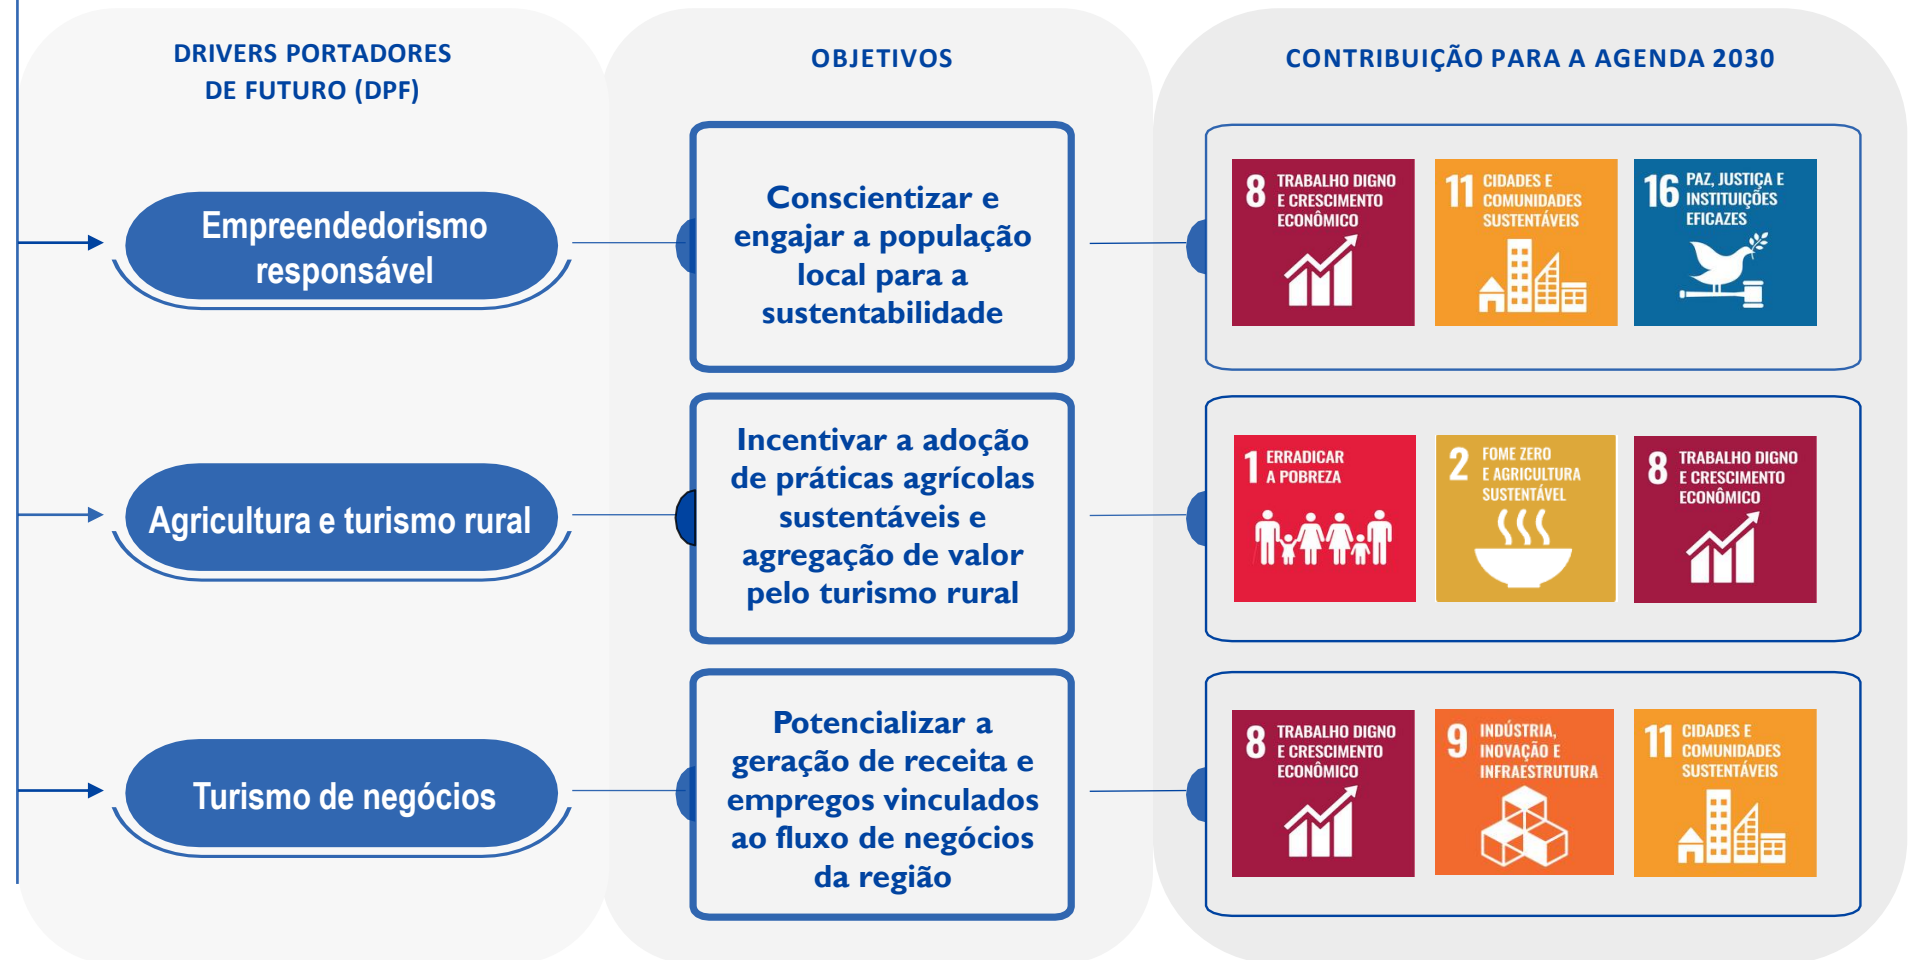 DRIVERS PORTADORES
DE FUTURO (DPF)
OBJETIVOS
CONTRIBUIÇÃO PARA A AGENDA 2030
Empreendedorismo
responsável
Conscientizar e
engajar a população
local para a
sustentabilidade
8 TRABALHO DIGNO
E CRESCIMENTO
ECONÔMICO
11 CIDADES E
COMUNIDADES
SUSTENTÁVEIS
16 PAZ, JUSTIÇA E
INSTITUIÇÕES
EFICAZES
Agricultura e turismo rural
Incentivar a adoção
de práticas agrícolas
sustentáveis e
agregação de valor
pelo turismo rural
1 ERRADICAR
A POBREZA
2 FOME ZERO
E AGRICULTURA
SUSTENTÁVEL
8 TRABALHO DIGNO
E CRESCIMENTO
ECONÔMICO
Turismo de negócios
Potencializar a
geração de receita e
empregos vinculados
ao fluxo de negócios
da região
8 TRABALHO DIGNO
E CRESCIMENTO
ECONÔMICO
9 INDÚSTRIA,
INOVAÇÃO E
INFRAESTRUTURA
11 CIDADES E
COMUNIDADES
SUSTENTÁVEIS